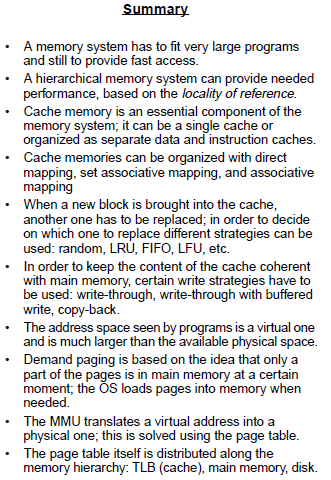 Summary
• A memory system has to fit very large programs
and still to provide fast access.
• A hierarchical memory system can provide needed
performance, based on the locality of reference.
• Cache memory is an essential component of the
memory system; it can be a single cache or
organized as separate data and instruction caches.
• Cache memories can be organized with direct
mapping, set associative mapping, and associative
mapping
• When a new block is brought into the cache,
another one has to be replaced; in order to decide
on which one to replace different strategies can be
used: random, LRU, FIFO, LFU, etc.
• In order to keep the content of the cache coherent
with main memory, certain write strategies have to
be used: write-through, write-through with buffered
write, copy-back.
• The address space seen by programs is a virtual one
and is much larger than the available physical space.
• Demand paging is based on the idea that only a
part of the pages is in main memory at a certain
moment; the OS loads pages into memory when
needed.
• The MMU translates a virtual address into a
physical one; this is solved using the page table.
• The page table itself is distributed along the
memory hierarchy: TLB (cache), main memory, disk.